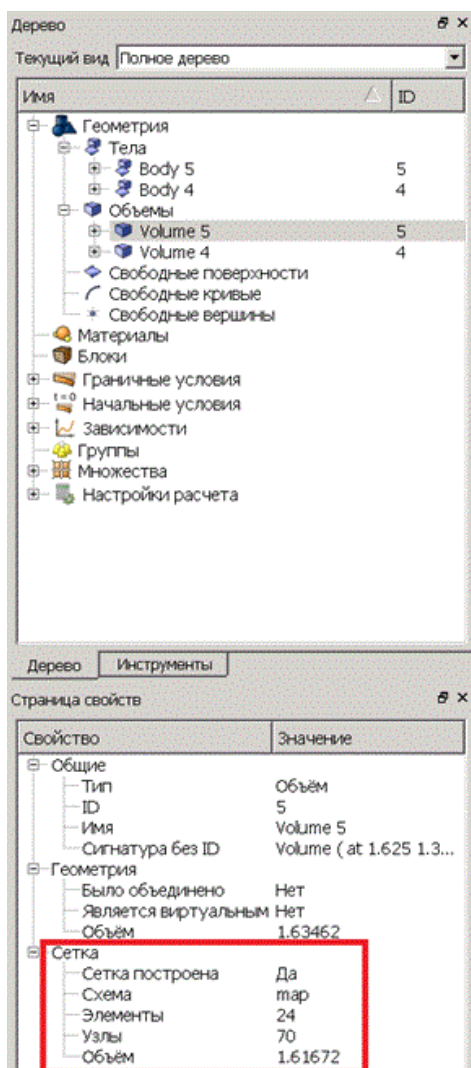 Дерево
Текущий вид Полное дерево
Имя ID
Геометрия
Тела
Body 5 5
Body 4 4
Объемы
Volume 5 5
Volume 4 4
Свободные поверхности
Свободные кривые
Свободные вершины
Материалы
Блоки
Граничные условия
t=0 Начальные условия
Зависимости
Группы
Множества
Настройки расчета
Дерево Инструменты
Страница свойств
Свойство Значение
Общие
Тип Объём
ID 5
Имя Volume 5
Сигнатура без ID Volume ( at 1.625 1.3...
Геометрия
Было объединено Нет
Является виртуальным Нет
Объём 1.63462
Сетка
Сетка построена Да
Схема map
Элементы 24
Узлы 70
Объём 1.61672